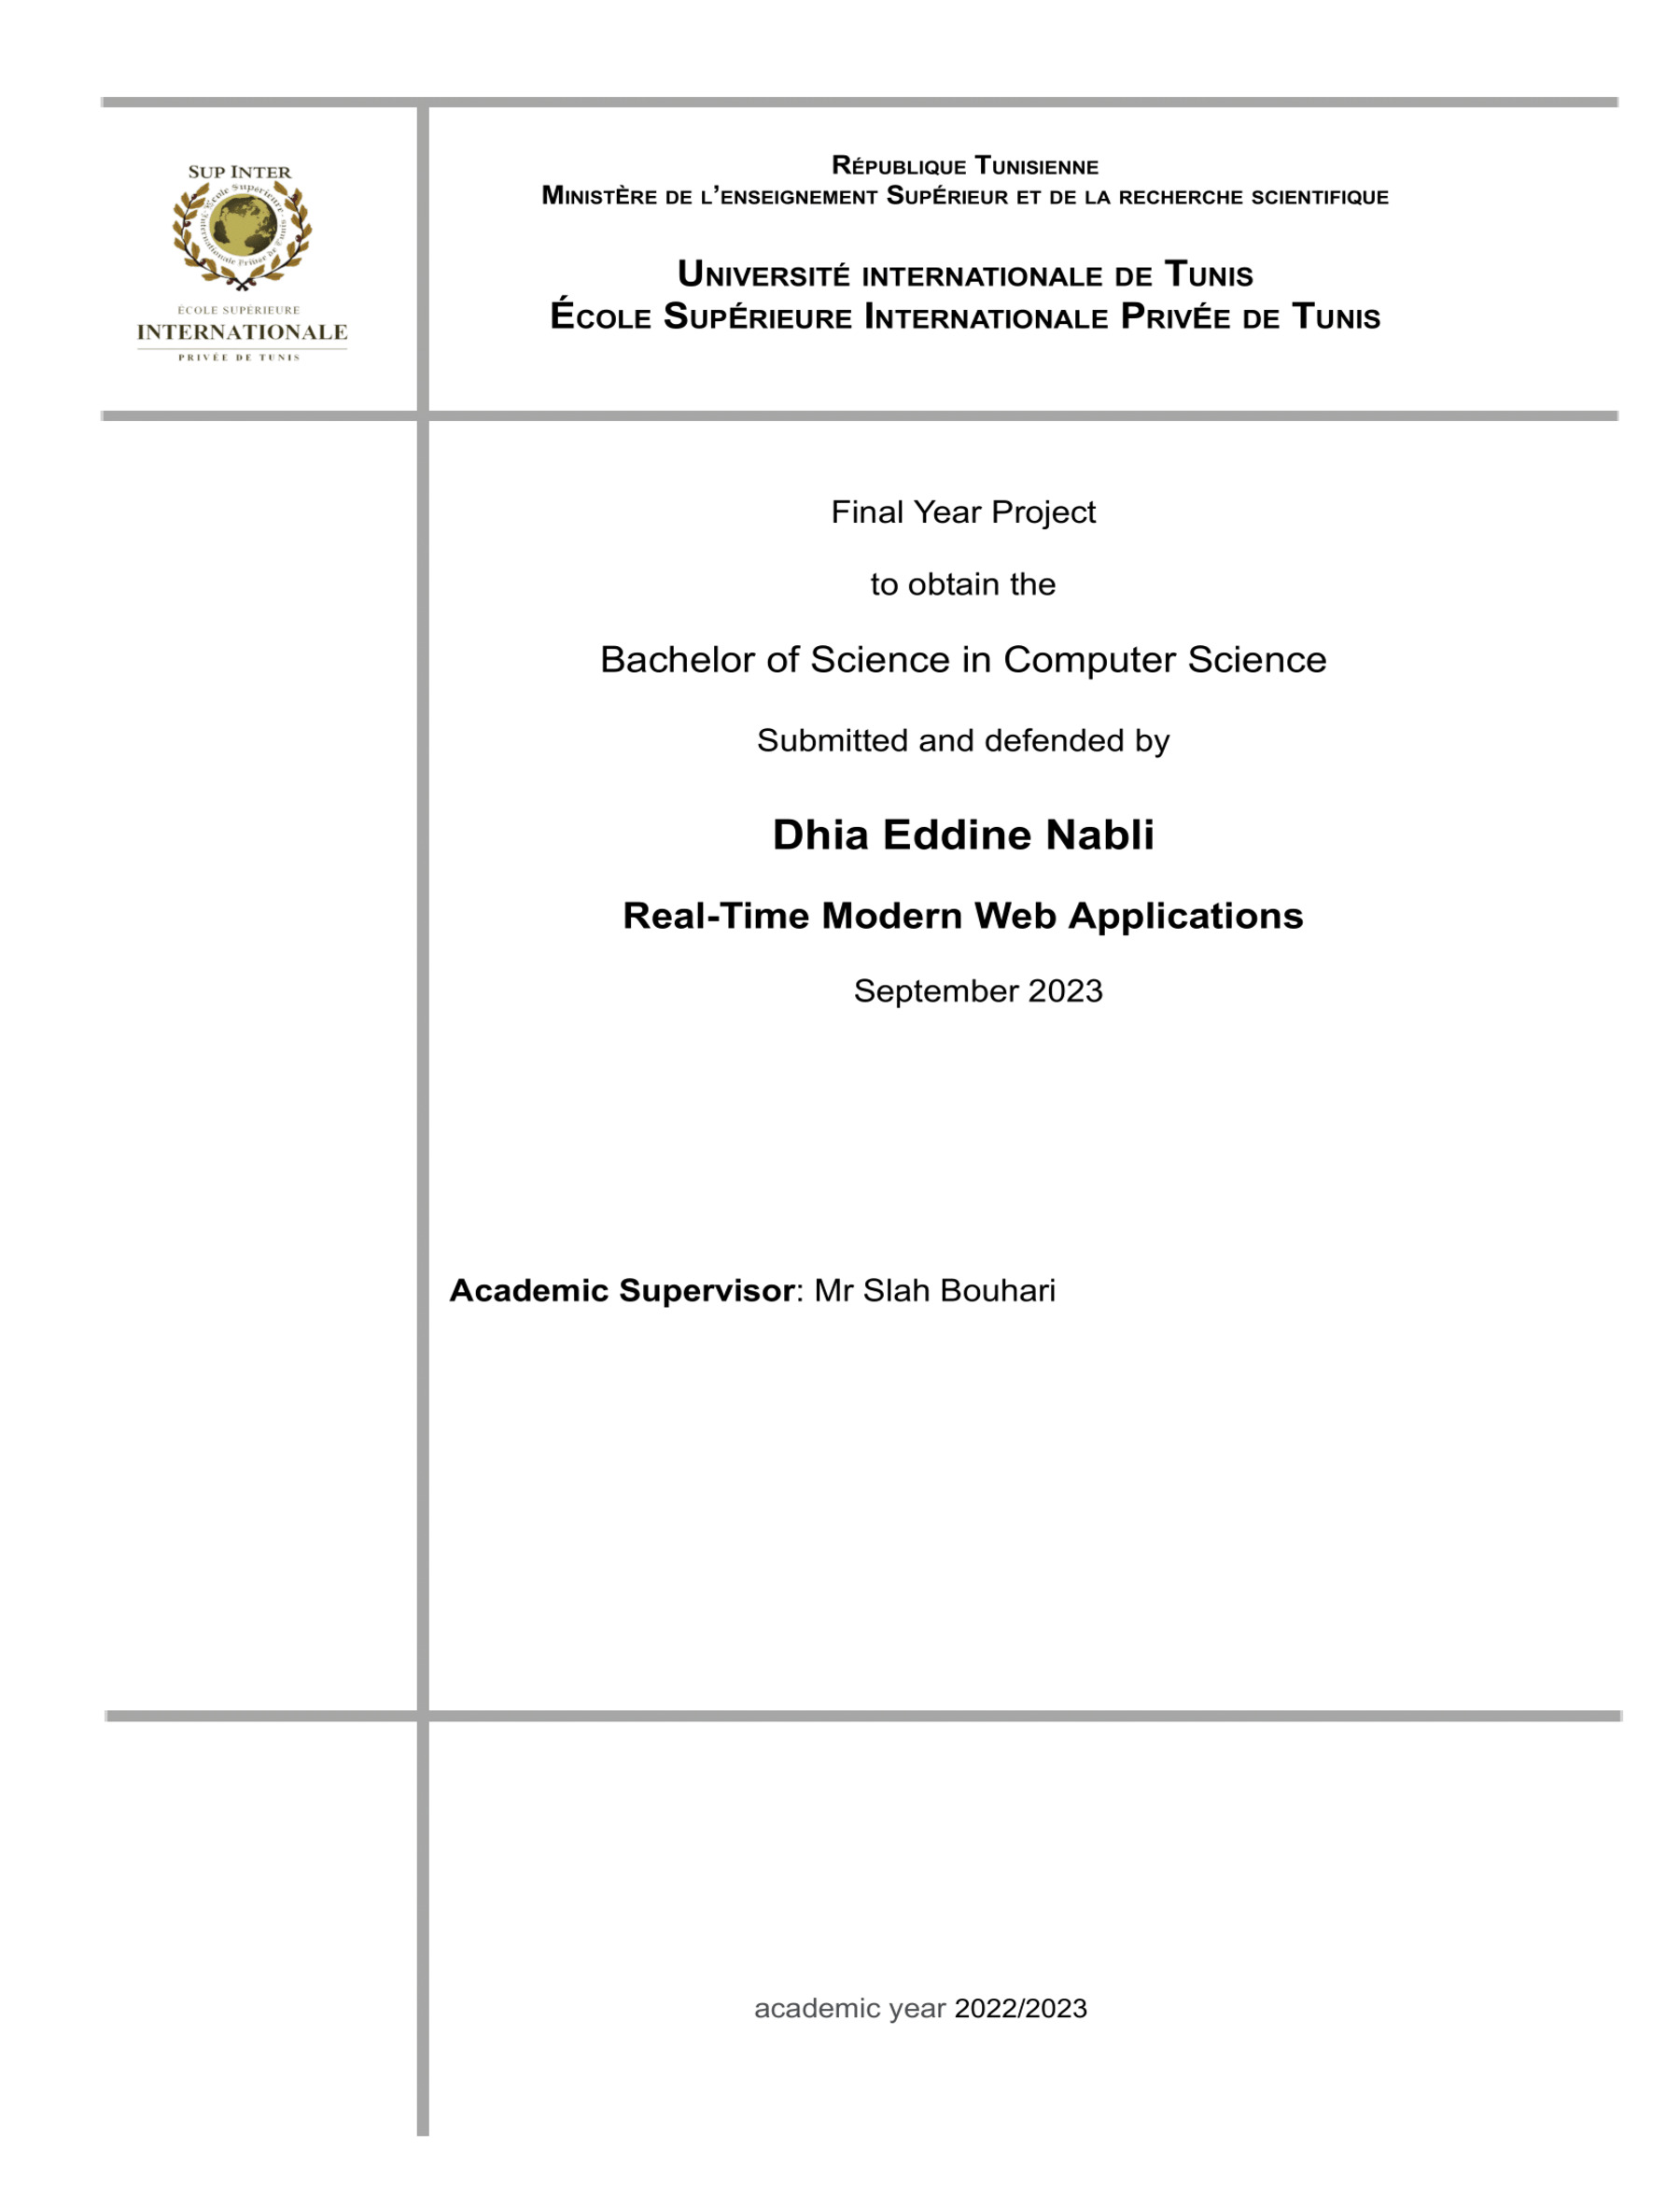 SUP INTER
École Supérieure Internationale Privée de Tunis
ÉCOLE SUPÉRIEURE
INTERNATIONALE
PRIVÉE DE TUNIS
RÉPUBLIQUE TUNISIENNE
MINISTÈRE DE L’ENSEIGNEMENT SUPÉRIEUR ET DE LA RECHERCHE SCIENTIFIQUE
UNIVERSITÉ INTERNATIONALE DE TUNIS
ÉCOLE SUPÉRIEURE INTERNATIONALE PRIVÉE DE TUNIS
Final Year Project
to obtain the
Bachelor of Science in Computer Science
Submitted and defended by
Dhia Eddine Nabli
Real-Time Modern Web Applications
September 2023
Academic Supervisor: Mr Slah Bouhari
academic year 2022/2023